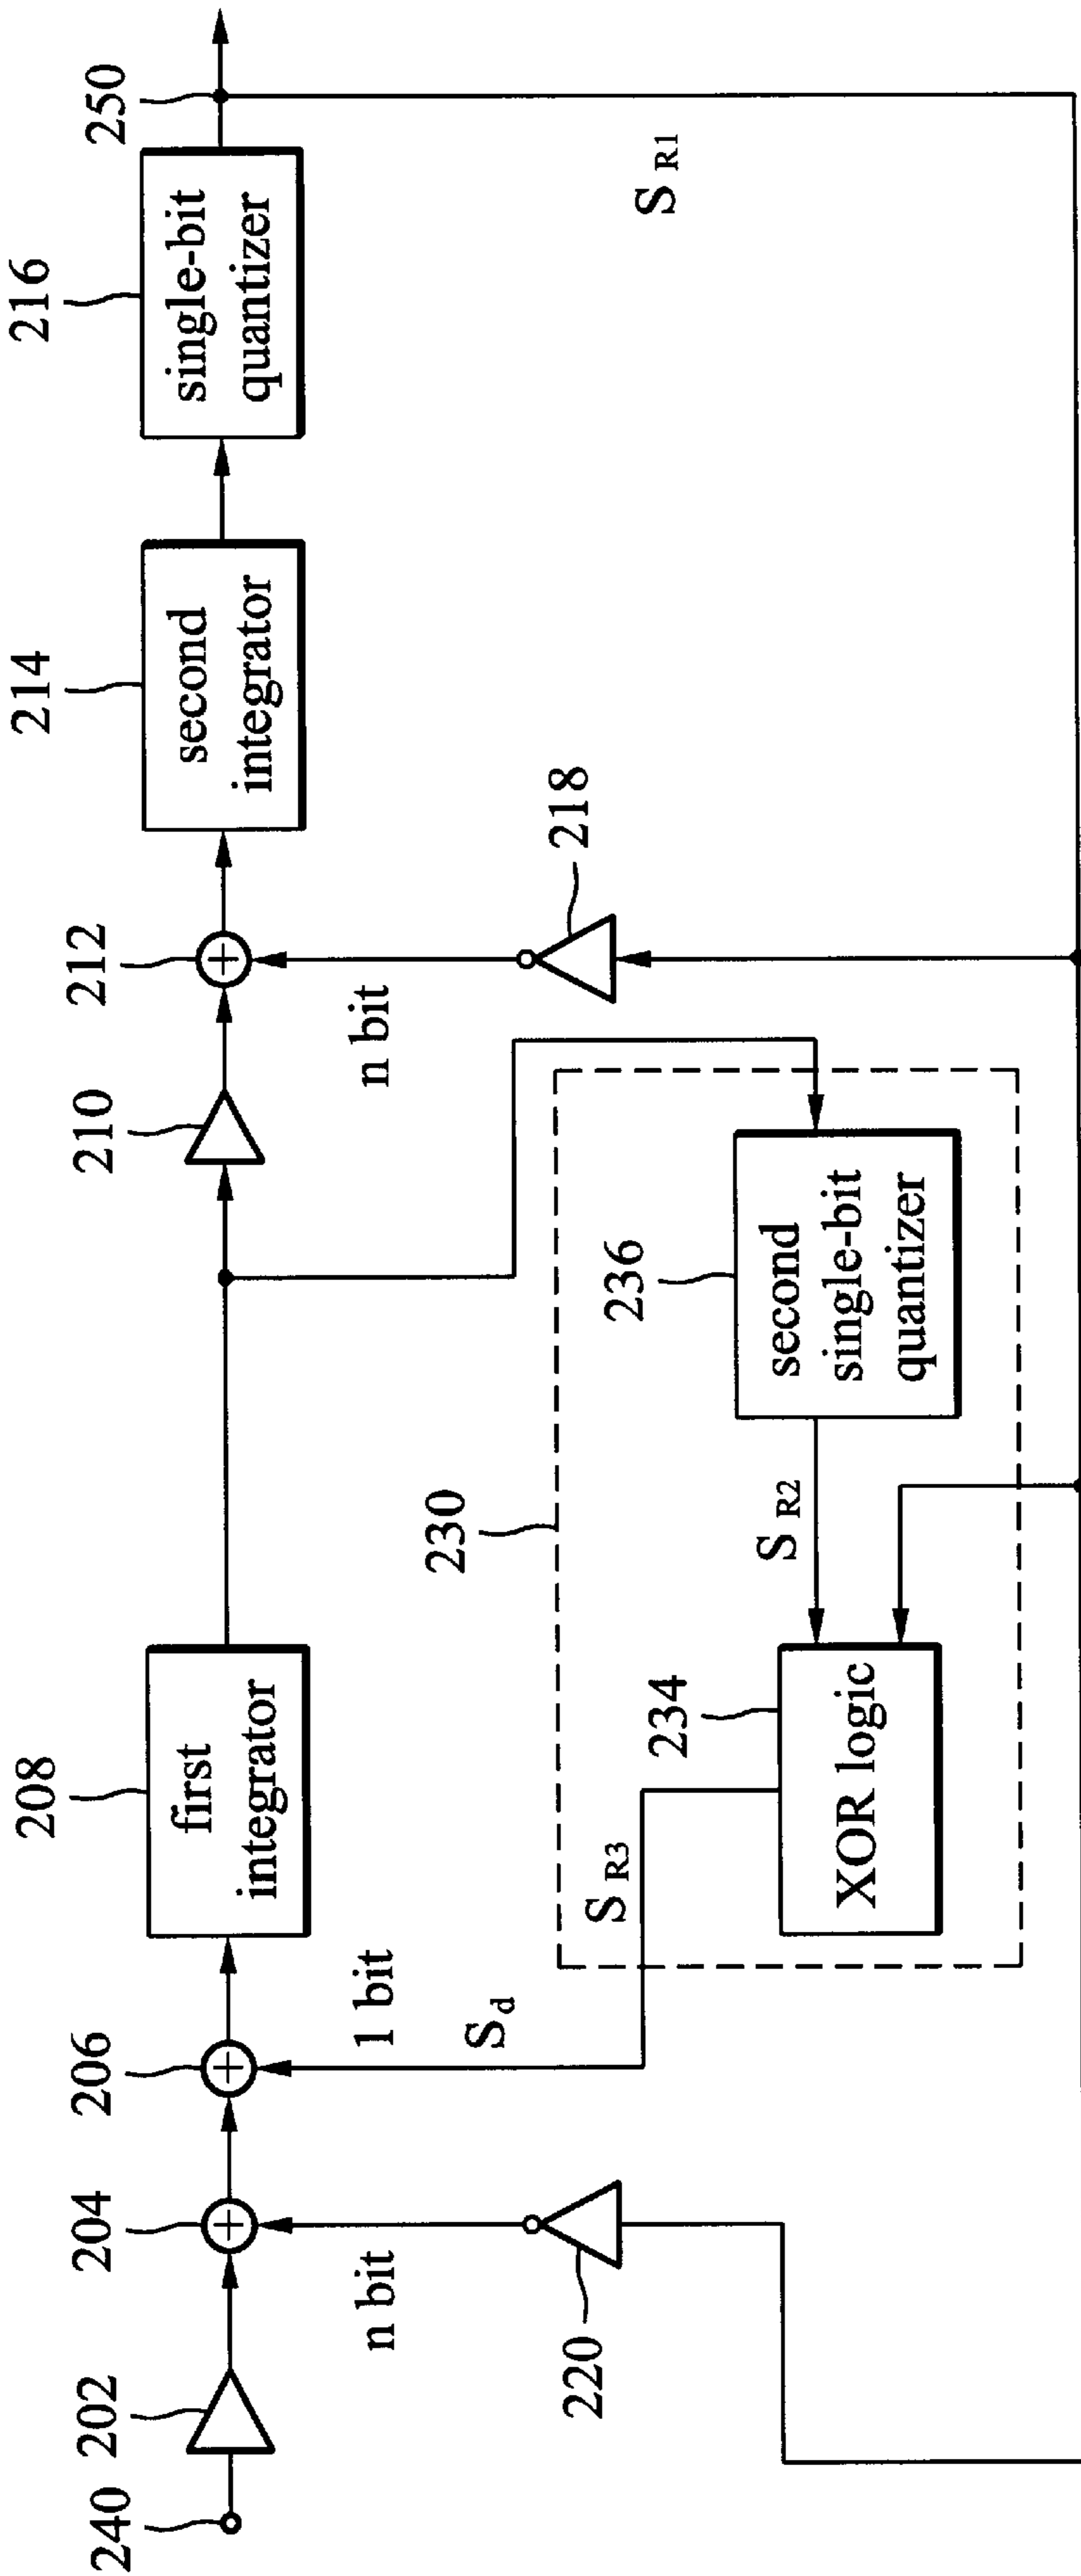 240
202
204
206
208
first
integrator
210
212
214
second
integrator
216
single-bit
quantizer
250
n bit
220
1 bit
S d
S R3
230
234
XOR logic
S R2
236
second
single-bit
quantizer
n bit
218
S R1